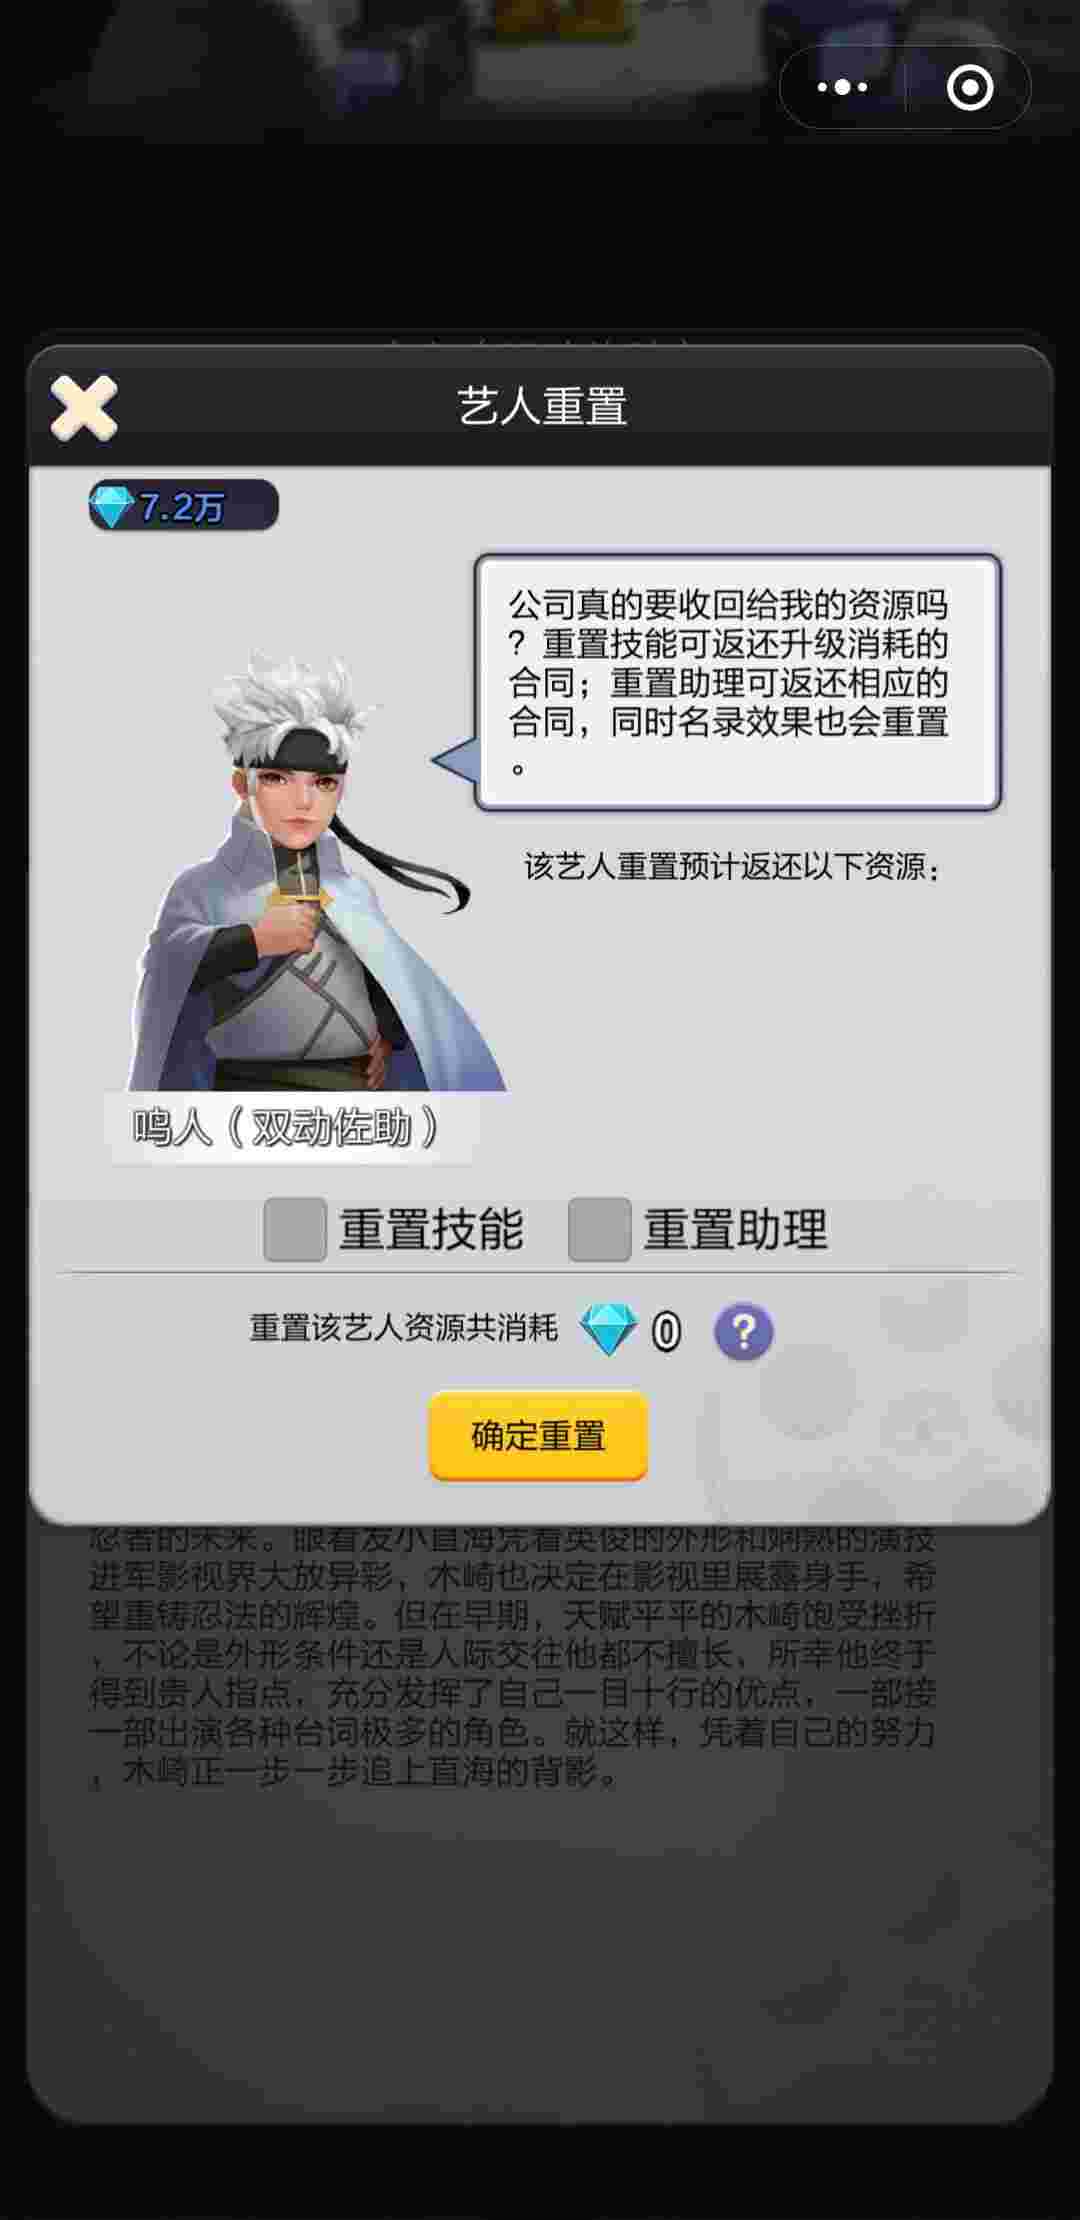 艺人重置
7.2万
公司真的要收回给我的资源吗
？重置技能可返还升级消耗的
合同；重置助理可返还相应的
合同，同时名录效果也会重置
。
该艺人重置预计返还以下资源：
鸣人（双动佐助）
重置技能 重置助理
重置该艺人资源共消耗 0 ?
确定重置
忍者的未来。眼看发小直海凭着英俊的外形和娴熟的演技
进军影视界大放异彩，木崎也决定在影视里展露身手，希
望重铸忍法的辉煌。但在早期，天赋平平的木崎饱受挫折
，不论是外形条件还是人际交往他都不擅长，所幸他终于
得到贵人指点，充分发挥了自己一目十行的优点，一部接
一部出演各种台词极多的角色。就这样，凭着自己的努力
，木崎正一步一步追上直海的背影。